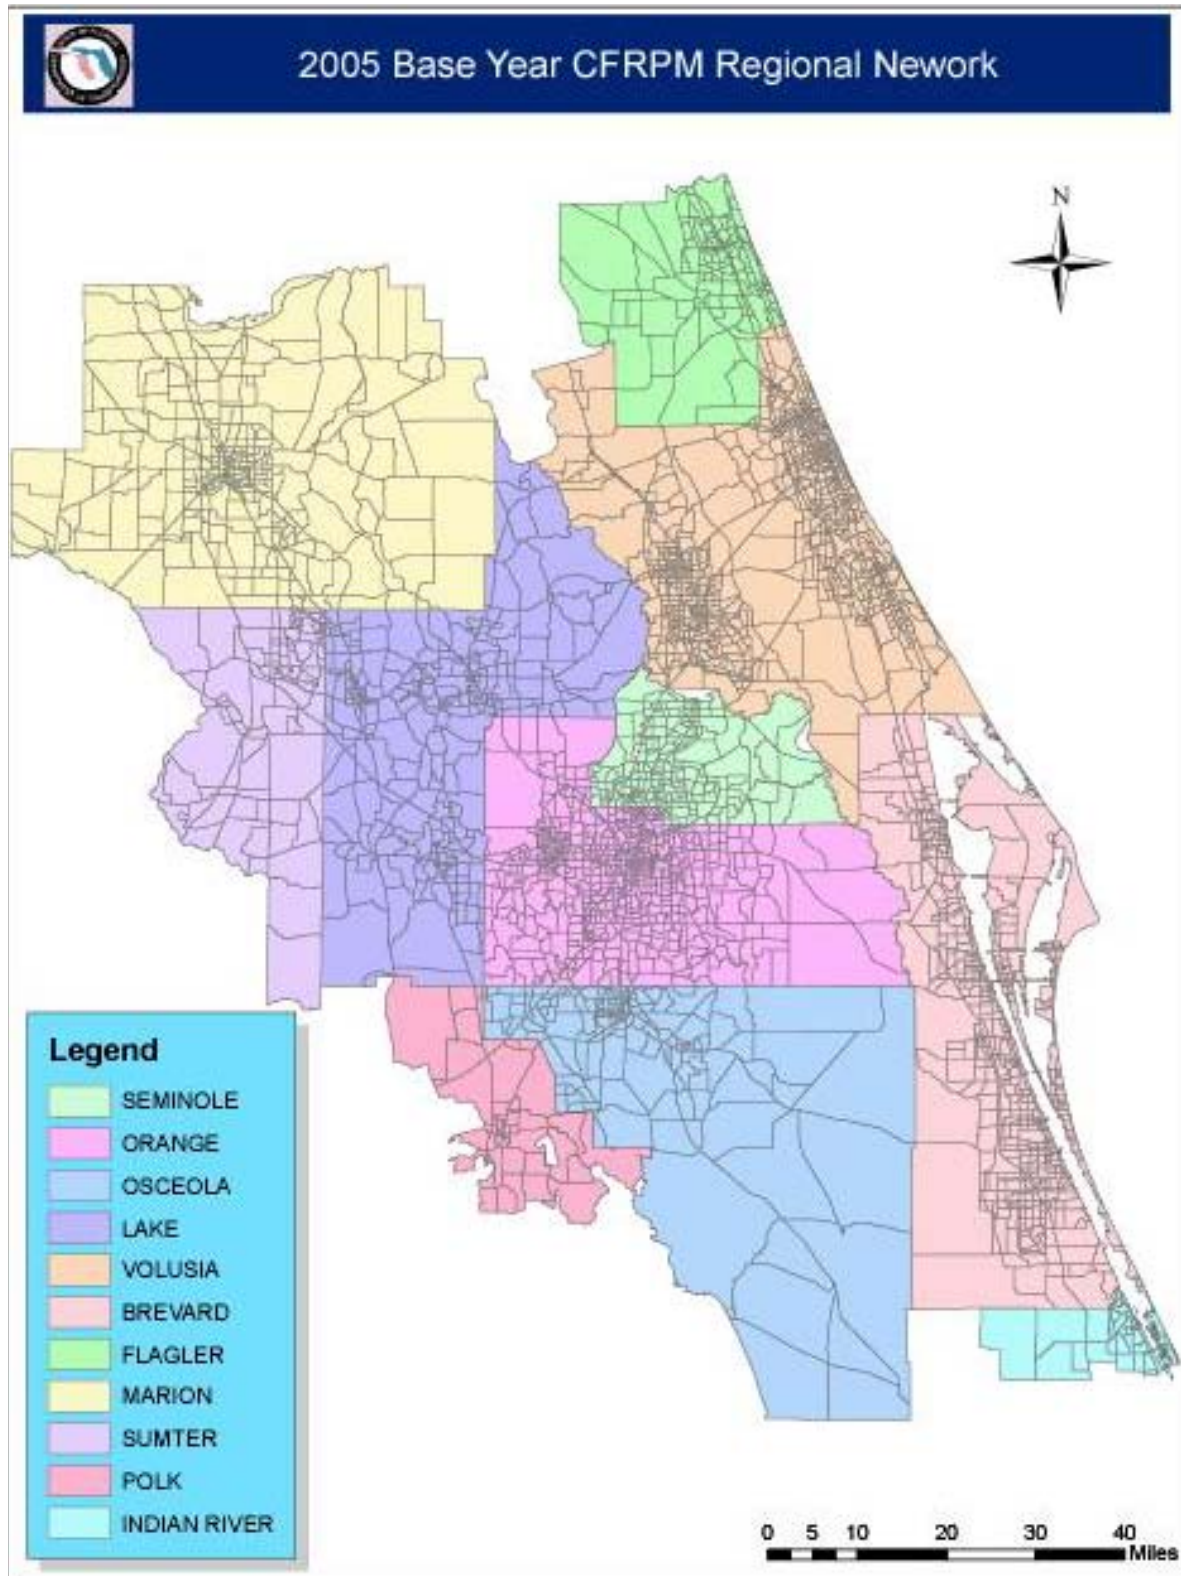 2005 Base Year CFRPM Regional Nework
N
Legend
SEMINOLE
ORANGE
OSCEOLA
LAKE
VOLUSIA
BREVARD
FLAGLER
MARION
SUMTER
POLK
INDIAN RIVER
0 5 10 20 30 40
Miles